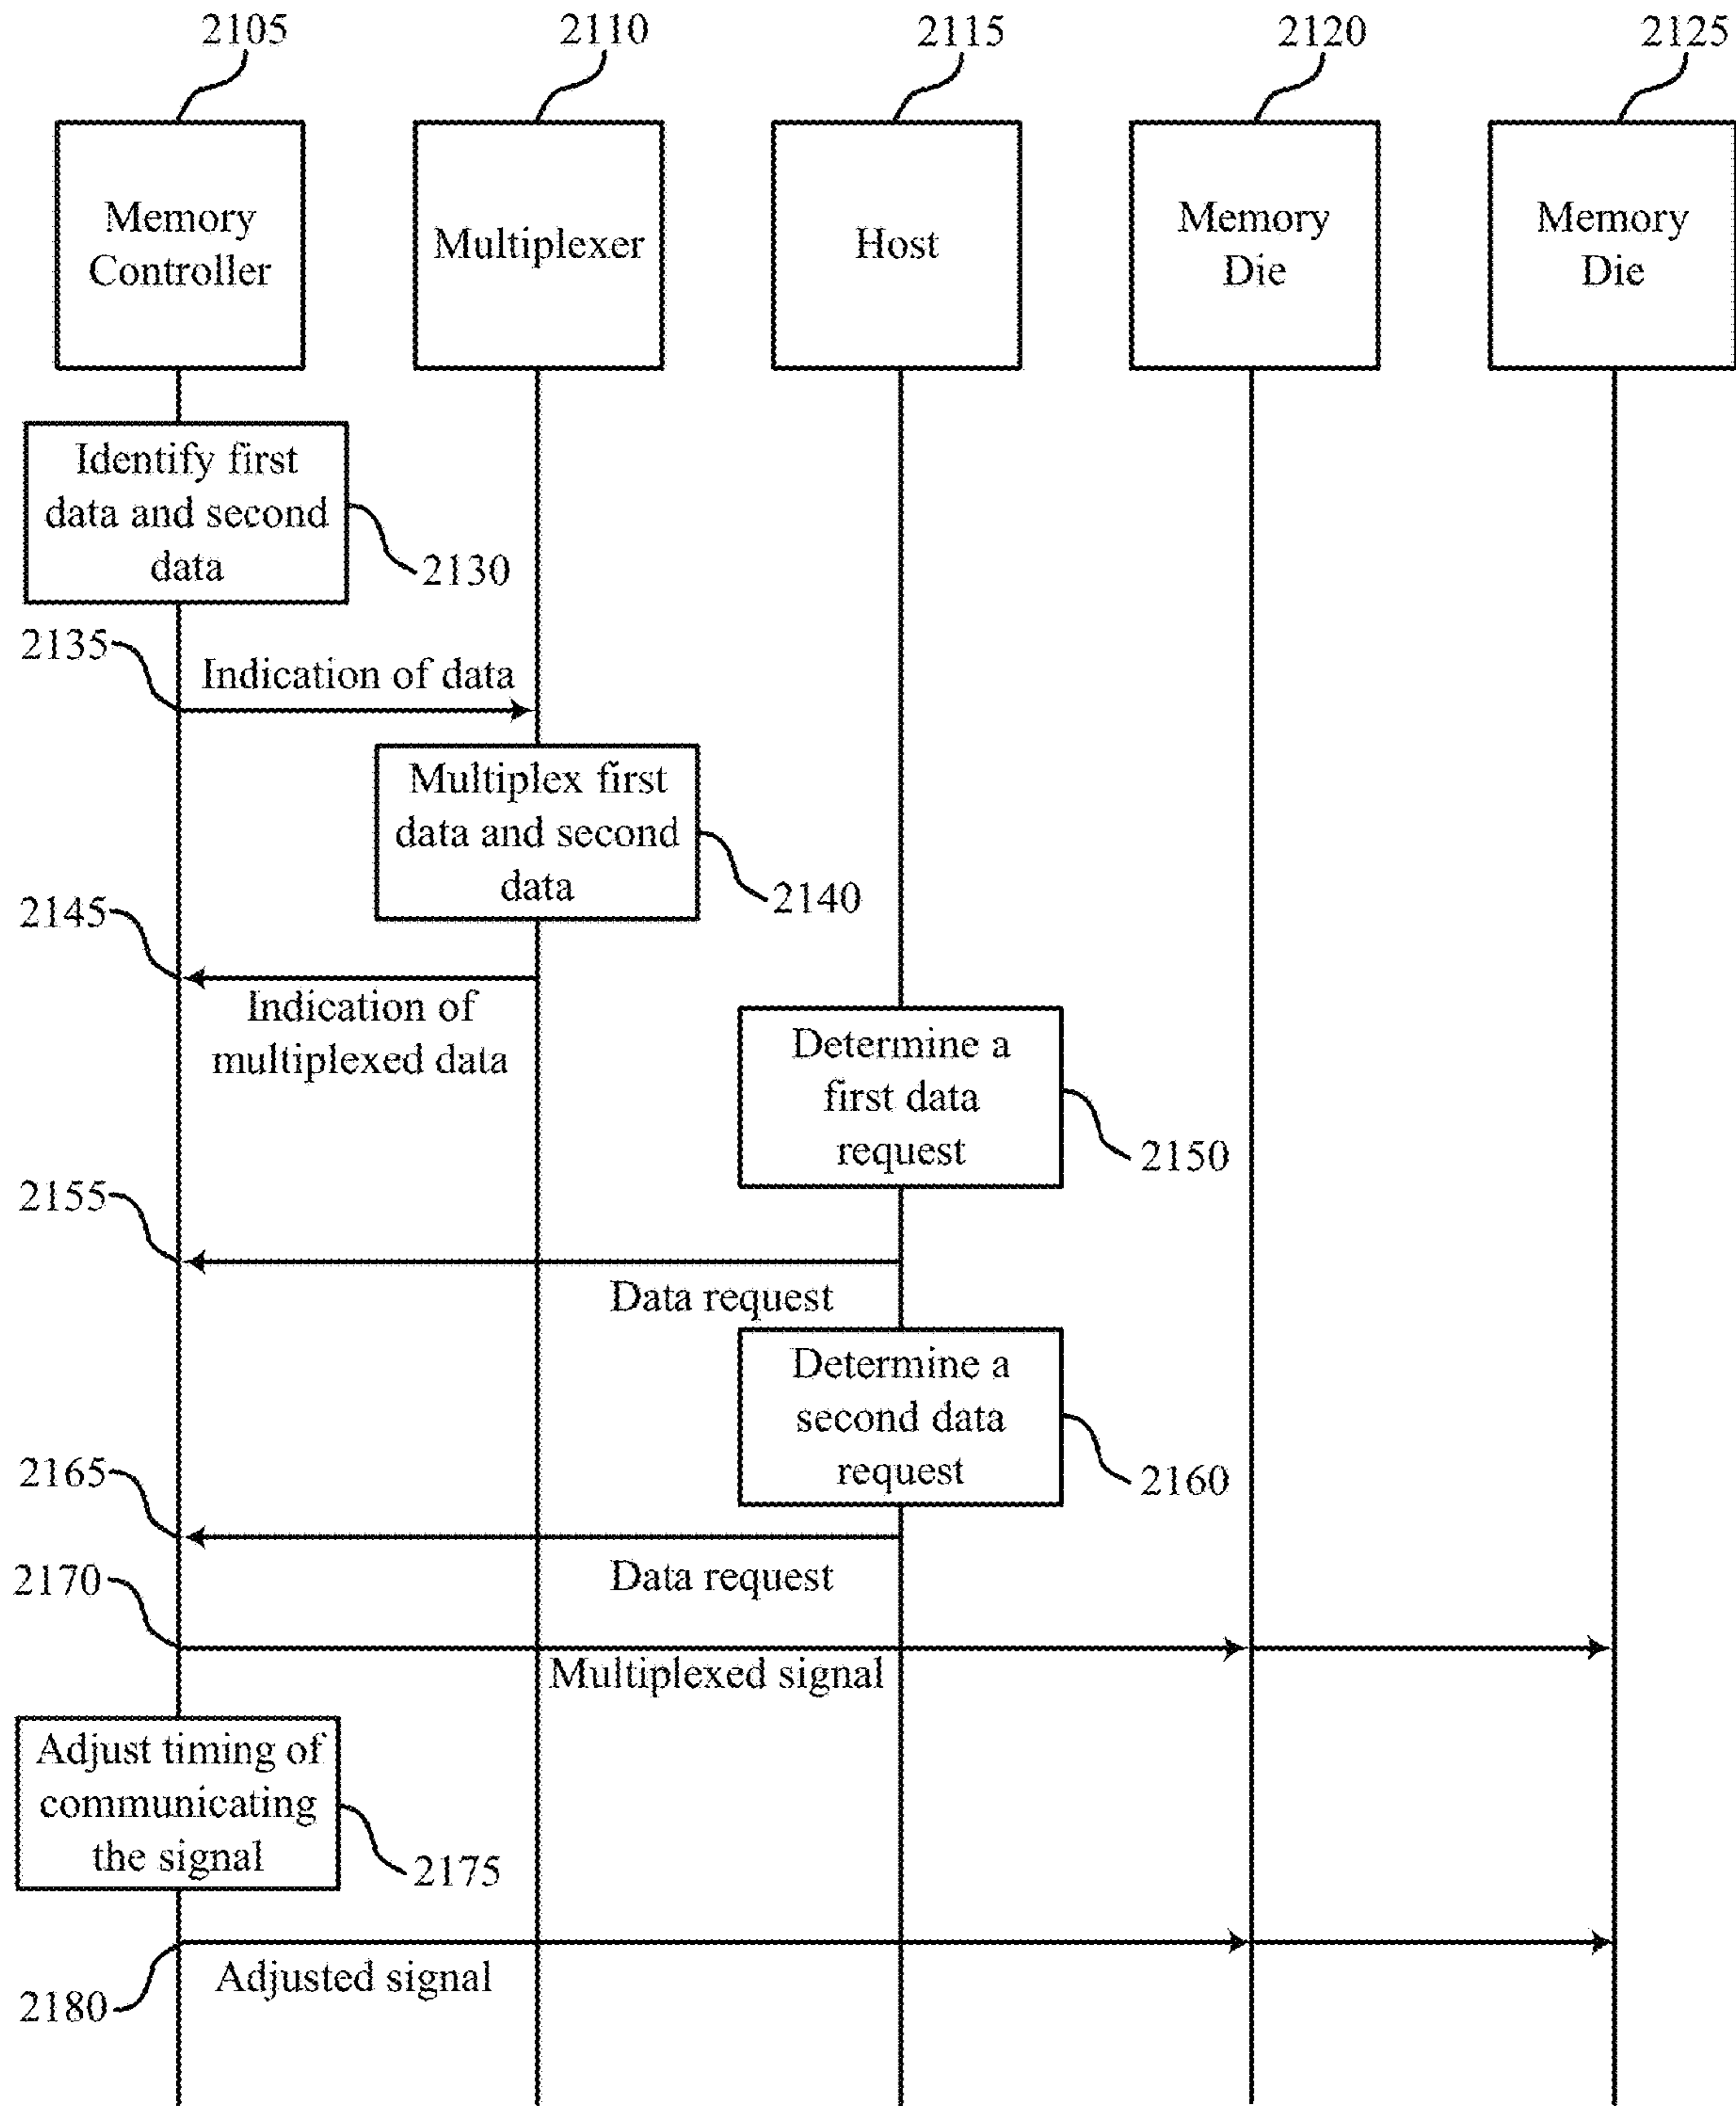 2105
2110
2115
2120
2125
Memory
Controller
Multiplexer
Host
Memory
Die
Memory
Die
Identify first
data and second
data
2130
2135
Indication of data
Multiplex first
data and second
data
2140
2145
Indication of
multiplexed data
Determine a
first data
request
2150
2155
Data request
Determine a
second data
request
2160
2165
Data request
2170
Multiplexed signal
Adjust timing of
communicating
the signal
2175
Adjusted signal
2180